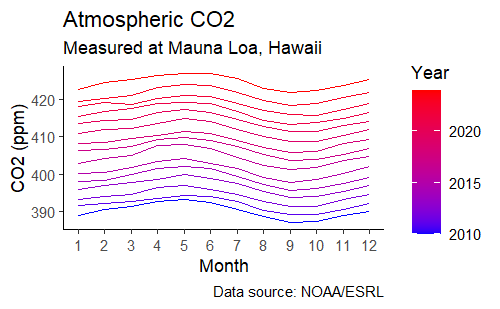 Atmospheric CO2
Measured at Mauna Loa, Hawaii
CO2 (ppm)
420
410
400
390
1 2 3 4 5 6 7 8 9 10 11 12
Month
Year
2020
2015
2010
Data source: NOAA/ESRL